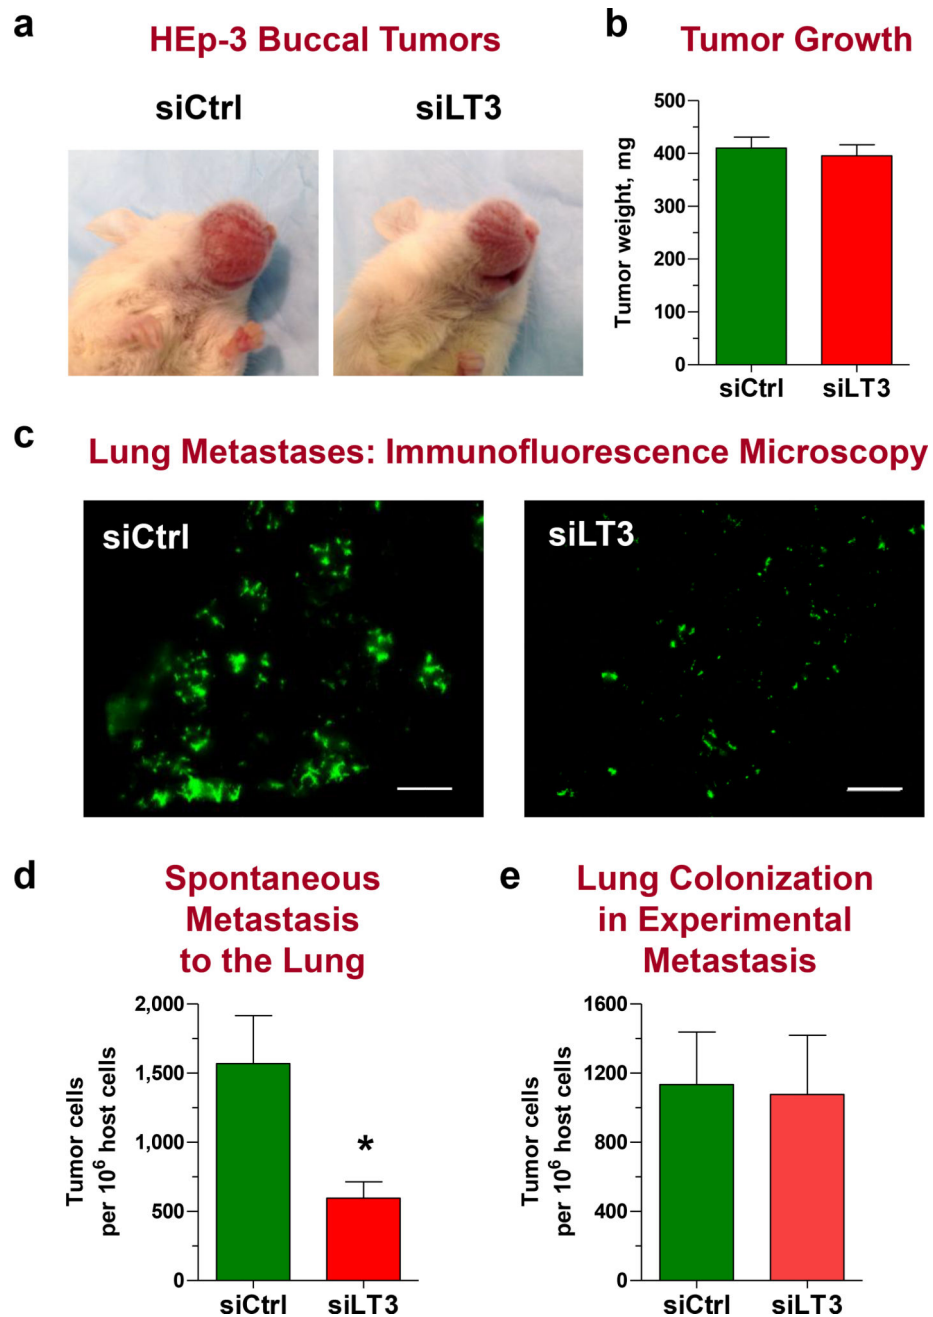 a
HEp-3 Buccal Tumors
siCtrl
siLT3
b
Tumor Growth
Tumor weight, mg
500
400
300
200
100
0
siCtrl
siLT3
c
Lung Metastases: Immunofluorescence Microscopy
siCtrl
siLT3
d
Spontaneous
Metastasis
to the Lung
Tumor cells
per 10⁶ host cells
2,000
1,500
1,000
500
0
*
siCtrl
siLT3
e
Lung Colonization
in Experimental
Metastasis
Tumor cells
per 10⁶ host cells
1600
1200
800
400
0
siCtrl
siLT3